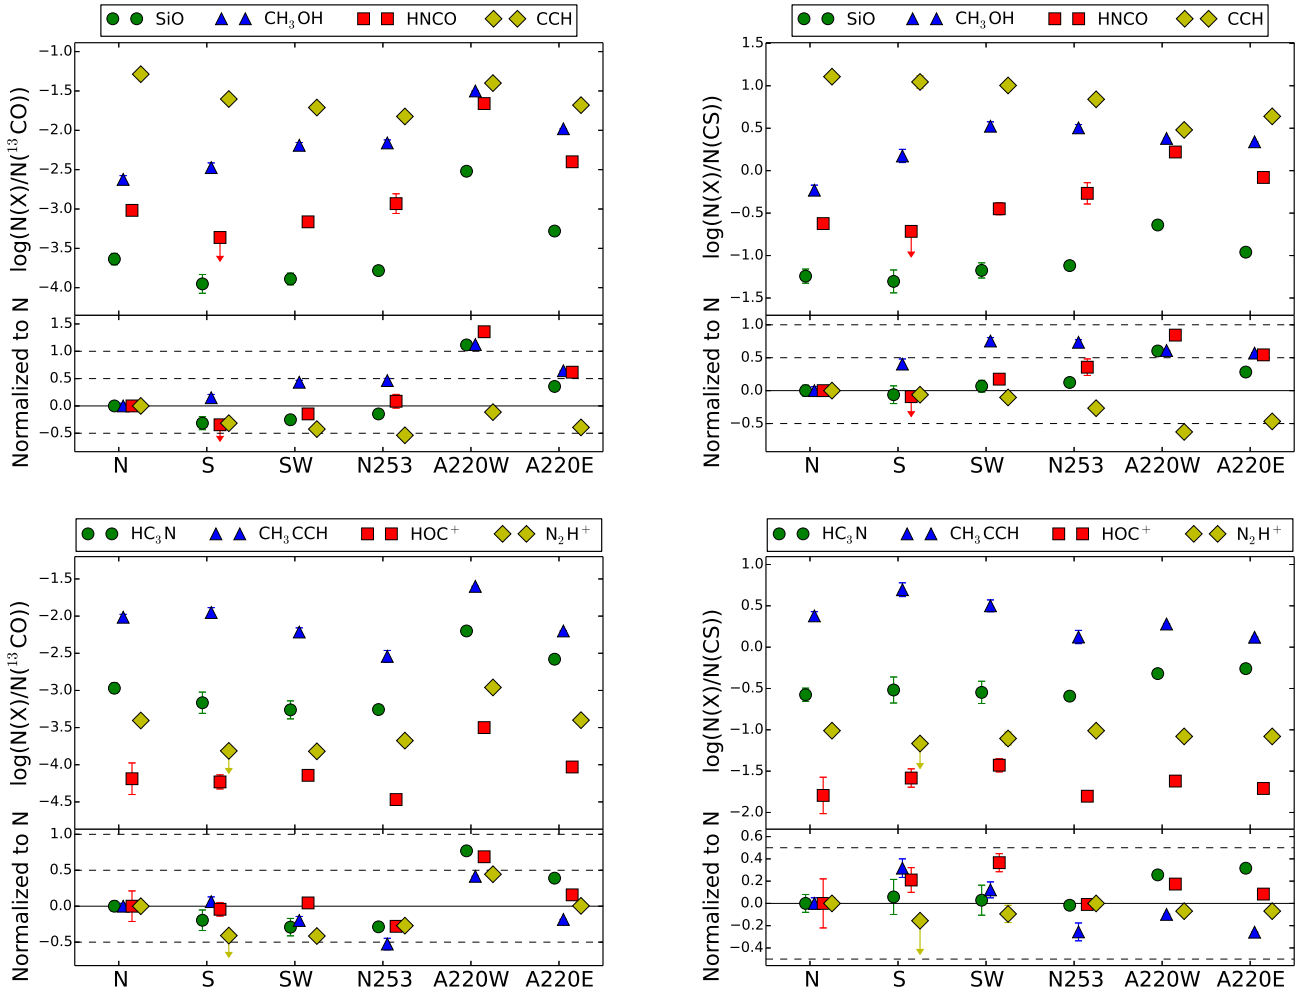 SiO CH3OH HNCO CCH
log(N(X)/N(13CO))
−1.0
−1.5
−2.0
−2.5
−3.0
−3.5
−4.0
Normalized to N
1.5
1.0
0.5
0.0
−0.5
N S SW N253 A220W A220E
SiO CH3OH HNCO CCH
log(N(X)/N(CS))
1.5
1.0
0.5
0.0
−0.5
−1.0
−1.5
Normalized to N
1.0
0.5
0.0
−0.5
N S SW N253 A220W A220E
HC3N CH3CCH HOC+ N2H+
log(N(X)/N(13CO))
−1.5
−2.0
−2.5
−3.0
−3.5
−4.0
−4.5
Normalized to N
1.0
0.5
0.0
−0.5
N S SW N253 A220W A220E
HC3N CH3CCH HOC+ N2H+
log(N(X)/N(CS))
1.0
0.5
0.0
−0.5
−1.0
−1.5
−2.0
Normalized to N
0.6
0.4
0.2
0.0
−0.2
−0.4
N S SW N253 A220W A220E